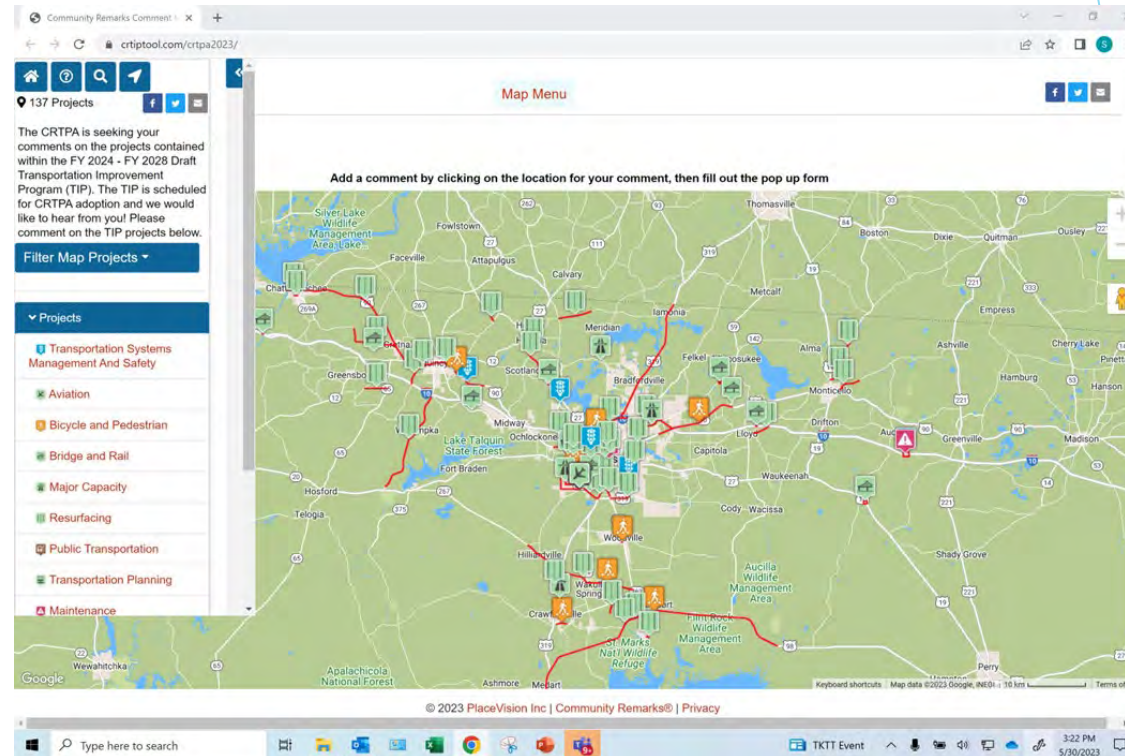 Community Remarks Comment
crtiptool.com/crtpa2023/
S
137 Projects
The CRTPA is seeking your
comments on the projects contained
within the FY 2024 - FY 2028 Draft
Transportation Improvement
Program (TIP). The TIP is scheduled
for CRTPA adoption and we would
like to hear from you! Please
comment on the TIP projects below.
Filter Map Projects
Projects
Transportation Systems
Management And Safety
Aviation
Bicycle and Pedestrian
Bridge and Rail
Major Capacity
Resurfacing
Public Transportation
Transportation Planning
Maintenance
Map Menu
Add a comment by clicking on the location for your comment, then fill out the pop up form
Silver Lake
Wildlife
Management
Area, Lake...
Fowlstown
Faceville
Attapulgus
Calvary
Thomasville
Boston
Dixie
Quitman
Ousley
Metcalf
Empress
Iamonia
Meridian
Alma
Ashville
Cherry Lake
Hamburg
Hanson
Monticello
Drifton
Lloyd
Capitola
Waukeenah
Greenville
Madison
Midway
Ochlockone
Lake Talquin
State Forest
Fort Braden
Hosford
Telogia
Cody
Wacissa
Shady Grove
Aucilla
Wildlife
Management
Area
Flint Rock
Wildlife
Management
Area
St. Marks
Nat'l Wildlife
Refuge
Perry
Wewahitchka
Apalachicola
National Forest
Ashmore
Medart
Google
Keyboard shortcuts
Map data ©2023 Google, INEGI
10 km
Terms of
© 2023 PlaceVision Inc | Community Remarks® | Privacy
Type here to search
TKTT Event
3:22 PM
5/30/2023